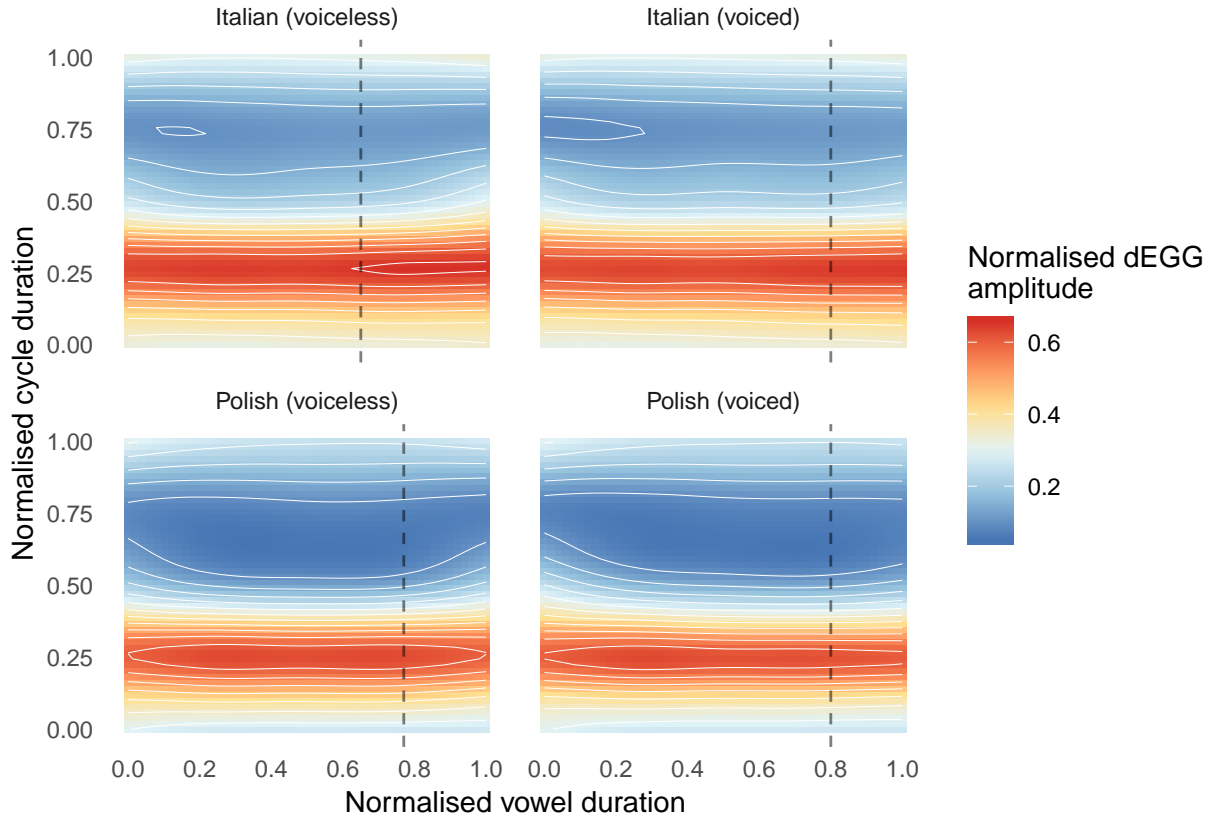 Italian (voiceless)
Italian (voiced)
1.00
0.75
0.50
0.25
0.00
Polish (voiceless)
Polish (voiced)
1.00
0.75
0.50
0.25
0.00
0.0 0.2 0.4 0.6 0.8 1.0
0.0 0.2 0.4 0.6 0.8 1.0
Normalised vowel duration
Normalised cycle duration
Normalised dEGG
amplitude
0.6
0.4
0.2